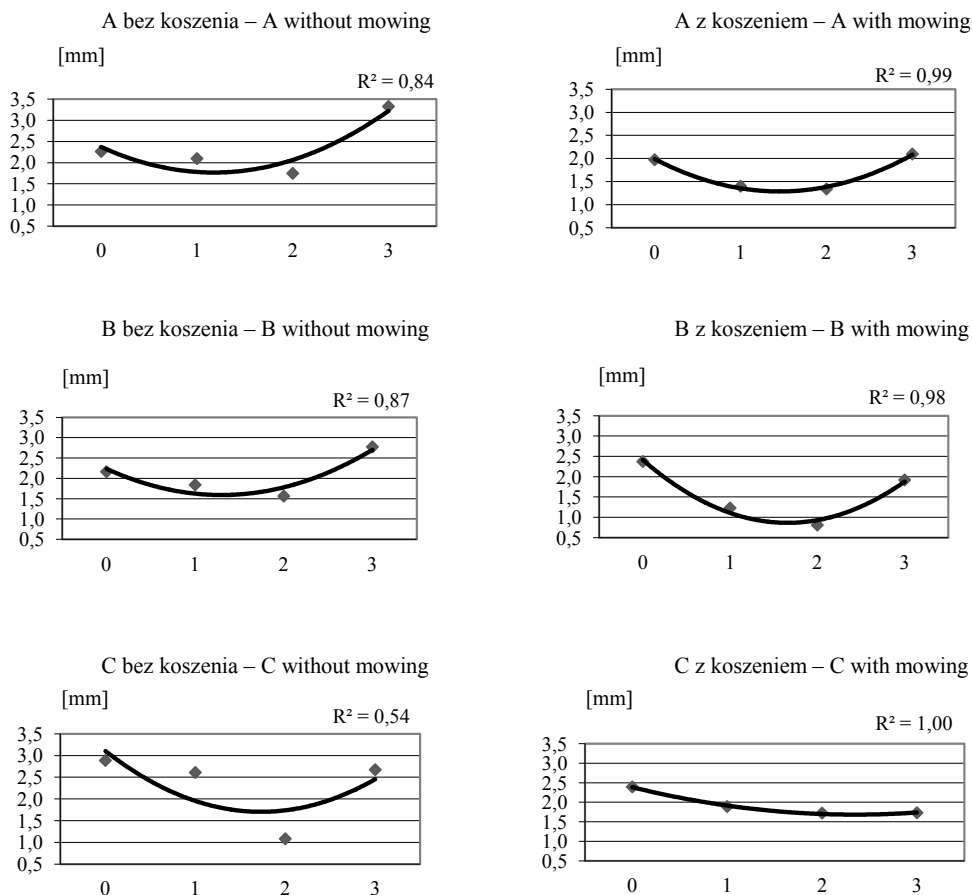 A bez koszenia – A without mowing
[mm]
R² = 0,84
3,5
3,0
2,5
2,0
1,5
1,0
0,5
0 1 2 3
A z koszeniem – A with mowing
[mm]
R² = 0,99
3,5
3,0
2,5
2,0
1,5
1,0
0,5
0 1 2 3
B bez koszenia – B without mowing
[mm]
R² = 0,87
3,5
3,0
2,5
2,0
1,5
1,0
0,5
0 1 2 3
B z koszeniem – B with mowing
[mm]
R² = 0,98
3,5
3,0
2,5
2,0
1,5
1,0
0,5
0 1 2 3
C bez koszenia – C without mowing
[mm]
R² = 0,54
3,5
3,0
2,5
2,0
1,5
1,0
0,5
0 1 2 3
C z koszeniem – C with mowing
[mm]
R² = 1,00
3,5
3,0
2,5
2,0
1,5
1,0
0,5
0 1 2 3